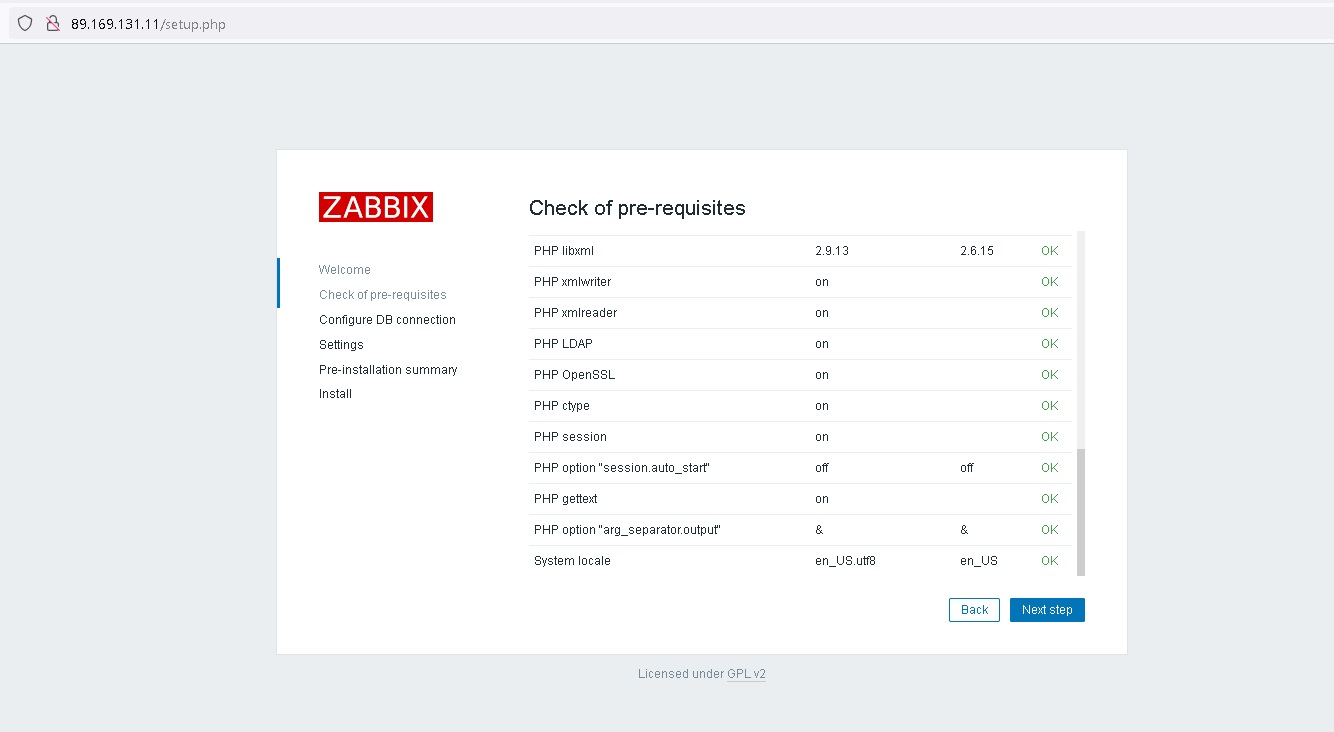 89.169.131.11/setup.php
ZABBIX
Welcome
Check of pre-requisites
Configure DB connection
Settings
Pre-installation summary
Install
Check of pre-requisites
PHP libxml 2.9.13 2.6.15 OK
PHP xmlwriter on OK
PHP xmlreader on OK
PHP LDAP on OK
PHP OpenSSL on OK
PHP ctype on OK
PHP session on OK
PHP option "session.auto_start" off off OK
PHP gettext on OK
PHP option "arg_separator.output" & & OK
System locale en_US.utf8 en_US OK
Back Next step
Licensed under GPL v2